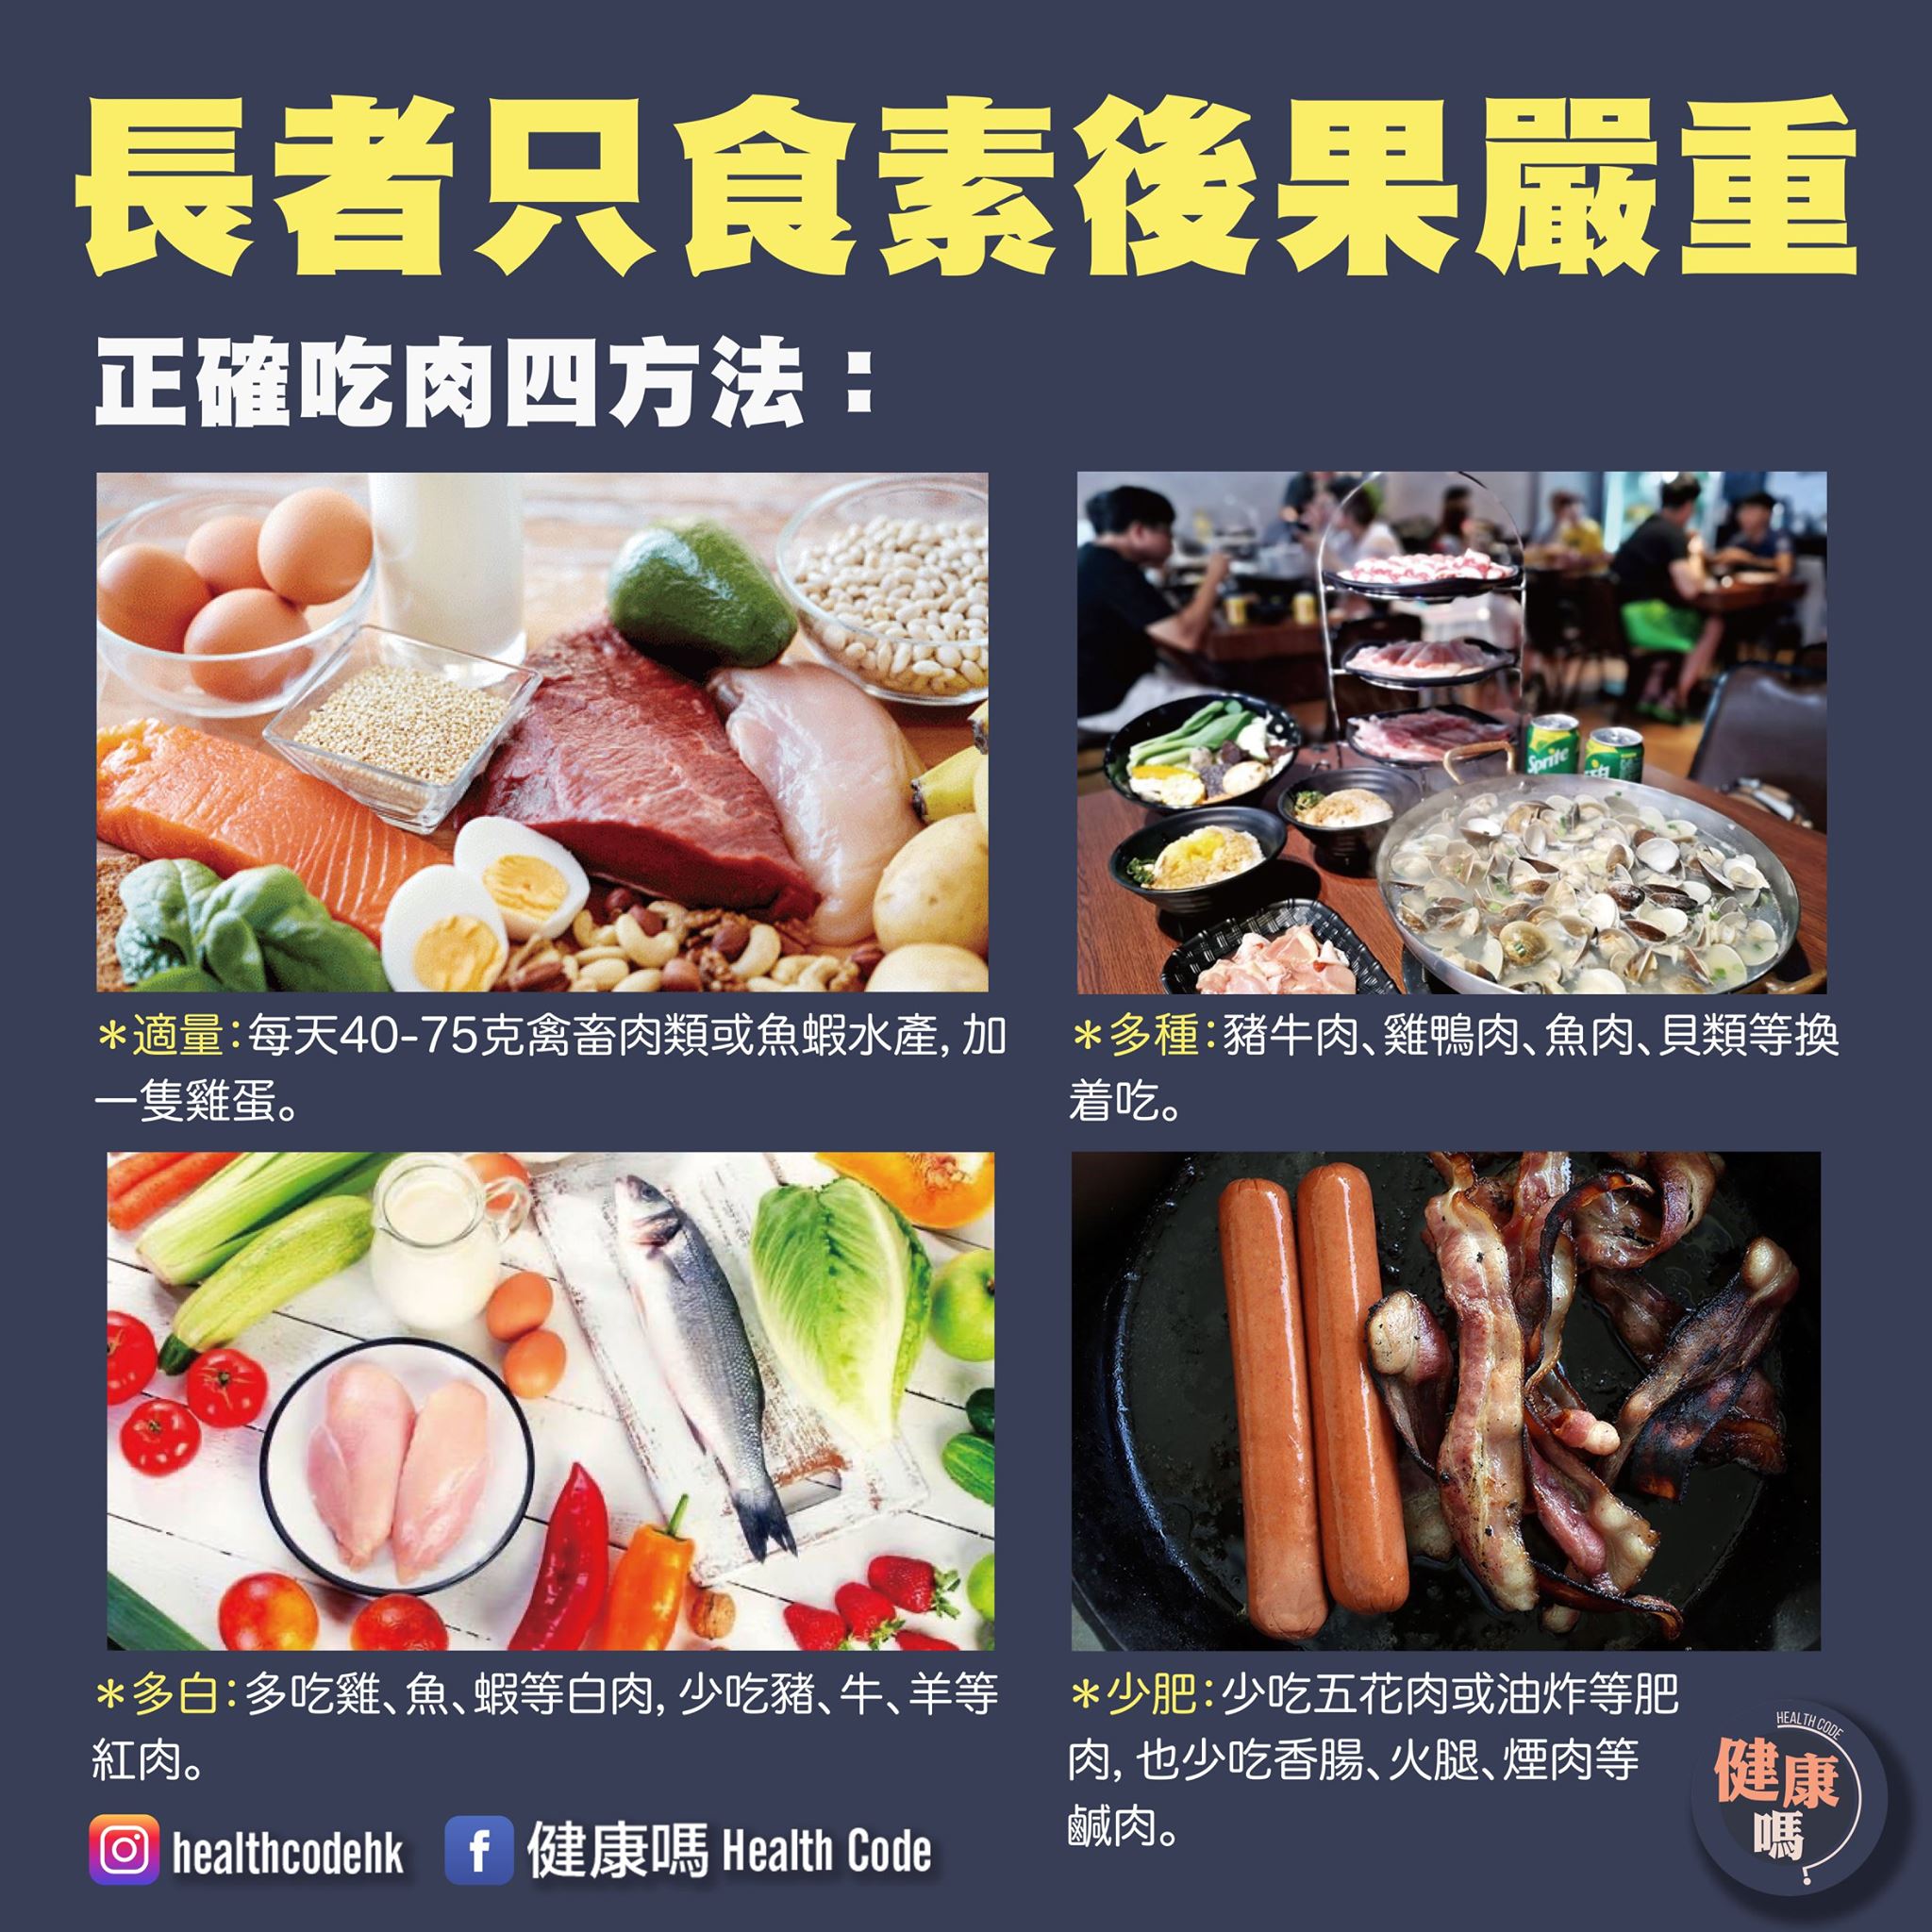 長者只食素後果嚴重
正確吃肉四方法：
Sprite
＊適量：每天40-75克禽畜肉類或魚蝦水產, 加
一隻雞蛋。
＊多種：豬牛肉、雞鴨肉、魚肉、貝類等換
着吃。
＊多白：多吃雞、魚、蝦等白肉, 少吃豬、牛、羊等
紅肉。
＊少肥：少吃五花肉或油炸等肥
肉, 也少吃香腸、火腿、煙肉等
鹹肉。
healthcodehk
健康嗎 Health Code
HEALTH CODE
健康
嗎?